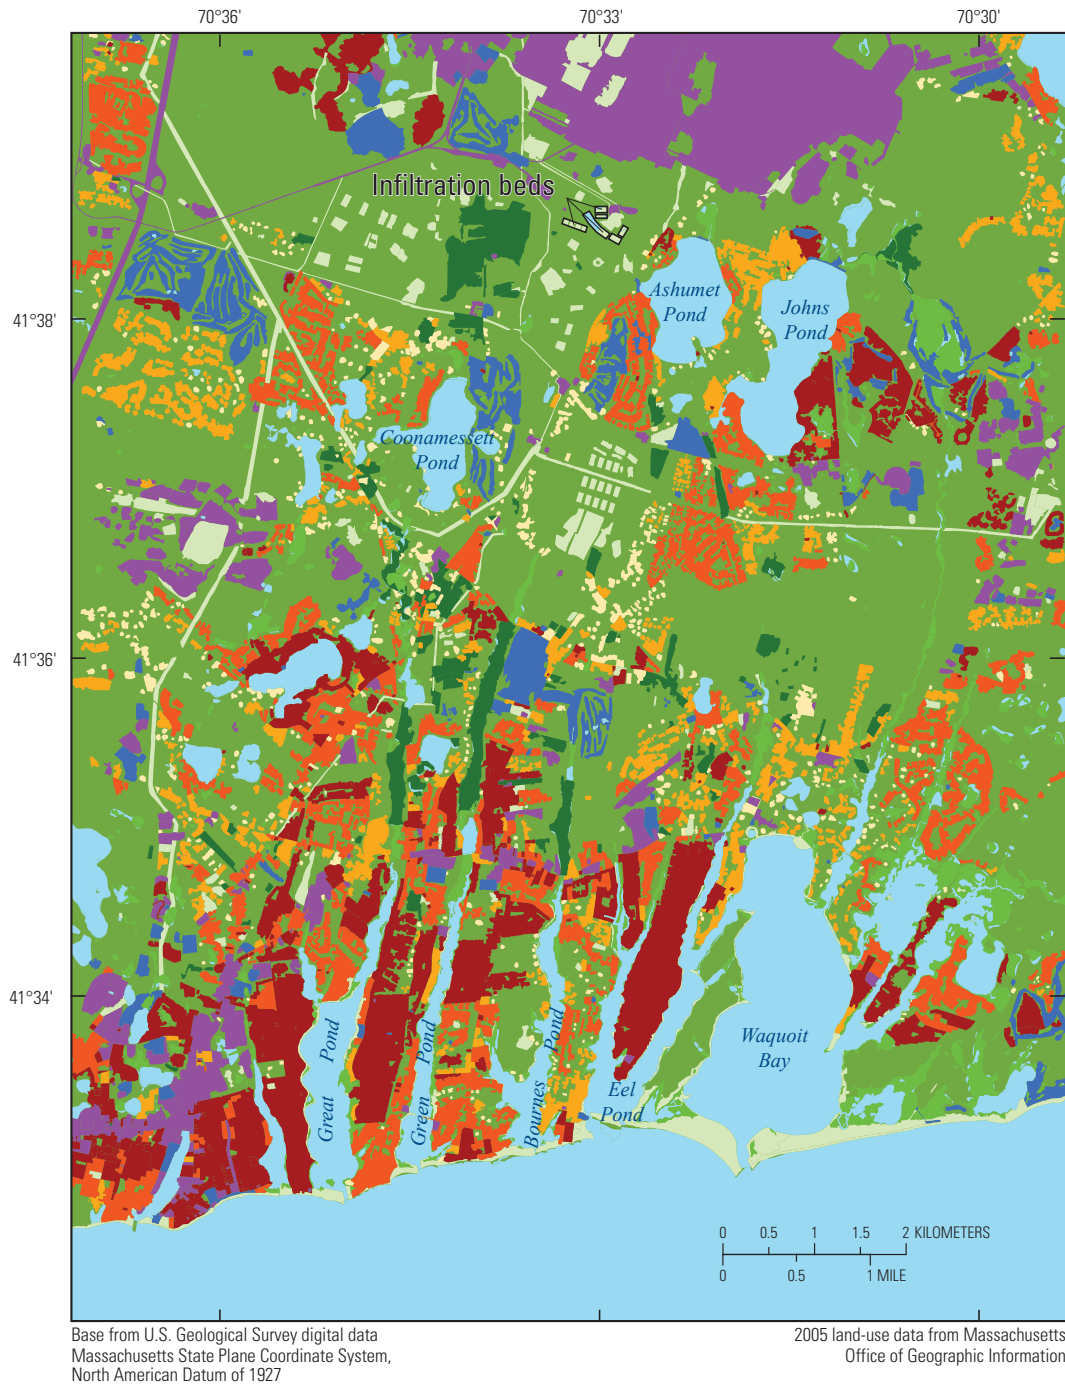 70°36'
70°33'
70°30'
Infiltration beds
Ashumet
Pond
Johns
Pond
41°38'
Coonamessett
Pond
41°36'
41°34'
Great Pond
Green Pond
Bournes Pond
Eel
Pond
Waquoit
Bay
0 0.5 1 1.5 2 KILOMETERS
0 0.5 1 MILE
Base from U.S. Geological Survey digital data
Massachusetts State Plane Coordinate System,
North American Datum of 1927
2005 land-use data from Massachusetts
Office of Geographic Information